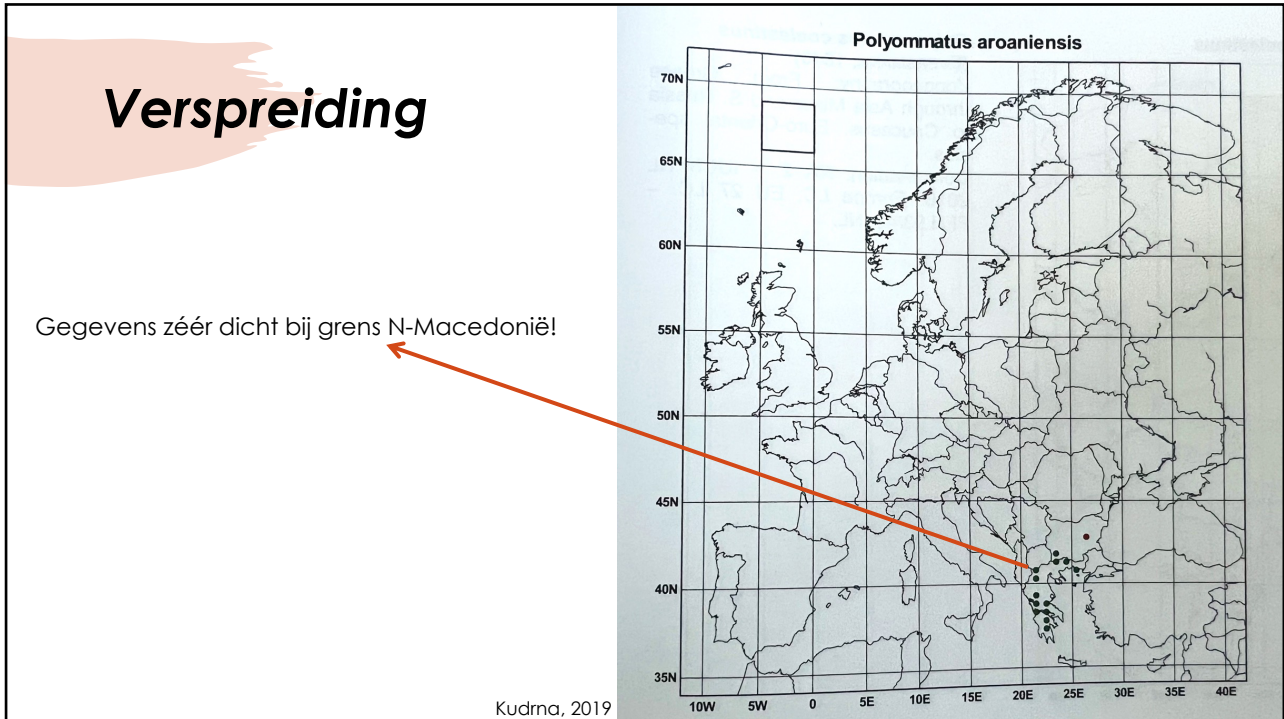 Verspreiding
Gegevens zéér dicht bij grens N-Macedonië!
Kudrna, 2019
Polyommatus aroaniensis
70N
65N
60N
55N
50N
45N
40N
35N
10W 5W 0 5E 10E 15E 20E 25E 30E 35E 40E